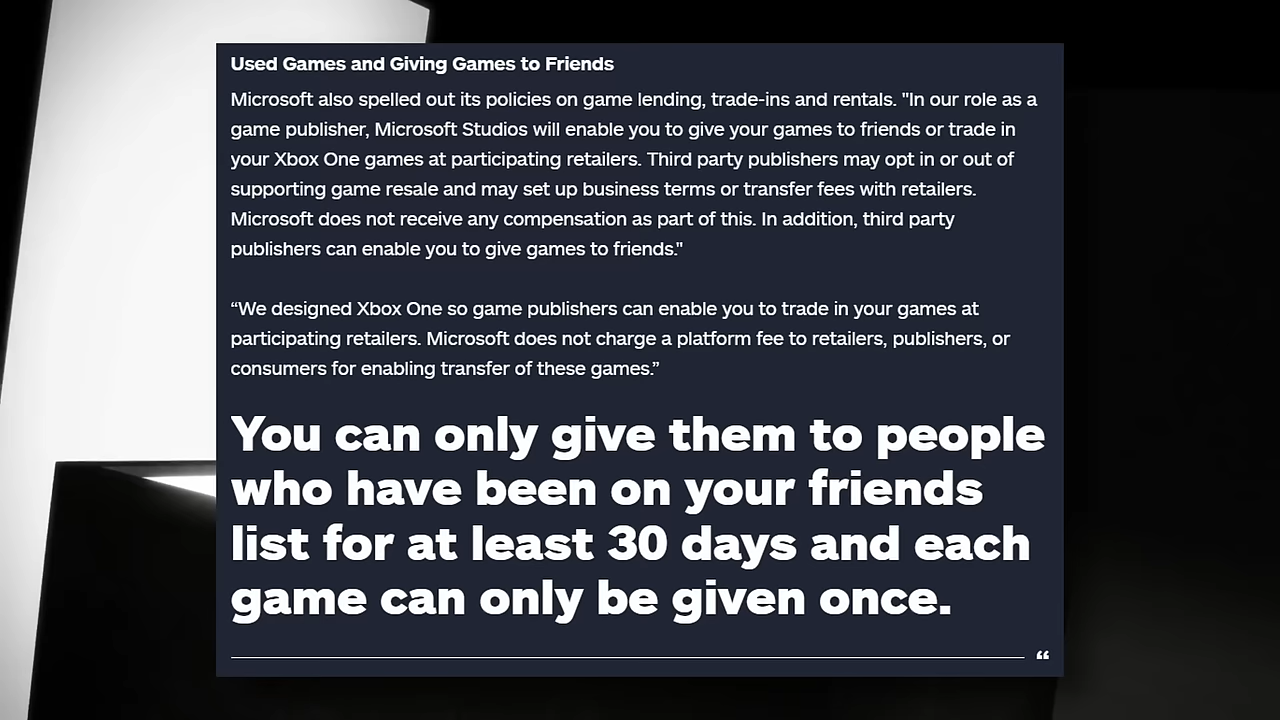 Used Games and Giving Games to Friends
Microsoft also spelled out its policies on game lending, trade-ins and rentals. "In our role as a
game publisher, Microsoft Studios will enable you to give your games to friends or trade in
your Xbox One games at participating retailers. Third party publishers may opt in or out of
supporting game resale and may set up business terms or transfer fees with retailers.
Microsoft does not receive any compensation as part of this. In addition, third party
publishers can enable you to give games to friends."
“We designed Xbox One so game publishers can enable you to trade in your games at
participating retailers. Microsoft does not charge a platform fee to retailers, publishers, or
consumers for enabling transfer of these games.”
You can only give them to people
who have been on your friends
list for at least 30 days and each
game can only be given once.
“